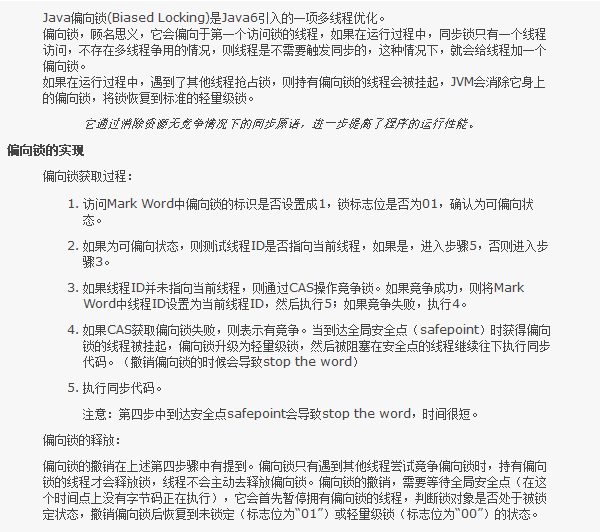 Java偏向锁(Biased Locking)是Java6引入的一项多线程优化。
偏向锁，顾名思义，它会偏向于第一个访问锁的线程，如果在运行过程中，同步锁只有一个线程
访问，不存在多线程争用的情况，则线程是不需要触发同步的，这种情况下，就会给线程加一个
偏向锁。
如果在运行过程中，遇到了其他线程抢占锁，则持有偏向锁的线程会被挂起，JVM会消除它身上
的偏向锁，将锁恢复到标准的轻量级锁。
它通过消除资源无竞争情况下的同步原语，进一步提高了程序的运行性能。
偏向锁的实现
偏向锁获取过程：
1. 访问Mark Word中偏向锁的标识是否设置成1，锁标志位是否为01，确认为可偏向状
态。
2. 如果为可偏向状态，则测试线程ID是否指向当前线程，如果是，进入步骤5，否则进入步
骤3。
3. 如果线程ID并未指向当前线程，则通过CAS操作竞争锁。如果竞争成功，则将Mark
Word中线程ID设置为当前线程ID，然后执行5；如果竞争失败，执行4。
4. 如果CAS获取偏向锁失败，则表示有竞争。当到达全局安全点（safepoint）时获得偏向
锁的线程被挂起，偏向锁升级为轻量级锁，然后被阻塞在安全点的线程继续往下执行同步
代码。（撤销偏向锁的时候会导致stop the word）
5. 执行同步代码。
注意：第四步中到达安全点safepoint会导致stop the word，时间很短。
偏向锁的释放：
偏向锁的撤销在上述第四步骤中有提到。偏向锁只有遇到其他线程尝试竞争偏向锁时，持有偏向
锁的线程才会释放锁，线程不会主动去释放偏向锁。偏向锁的撤销，需要等待全局安全点（在这
个时间点上没有字节码正在执行），它会首先暂停拥有偏向锁的线程，判断锁对象是否处于被锁
定状态，撤销偏向锁后恢复到未锁定（标志位为“01”）或轻量级锁（标志位为“00”）的状态。